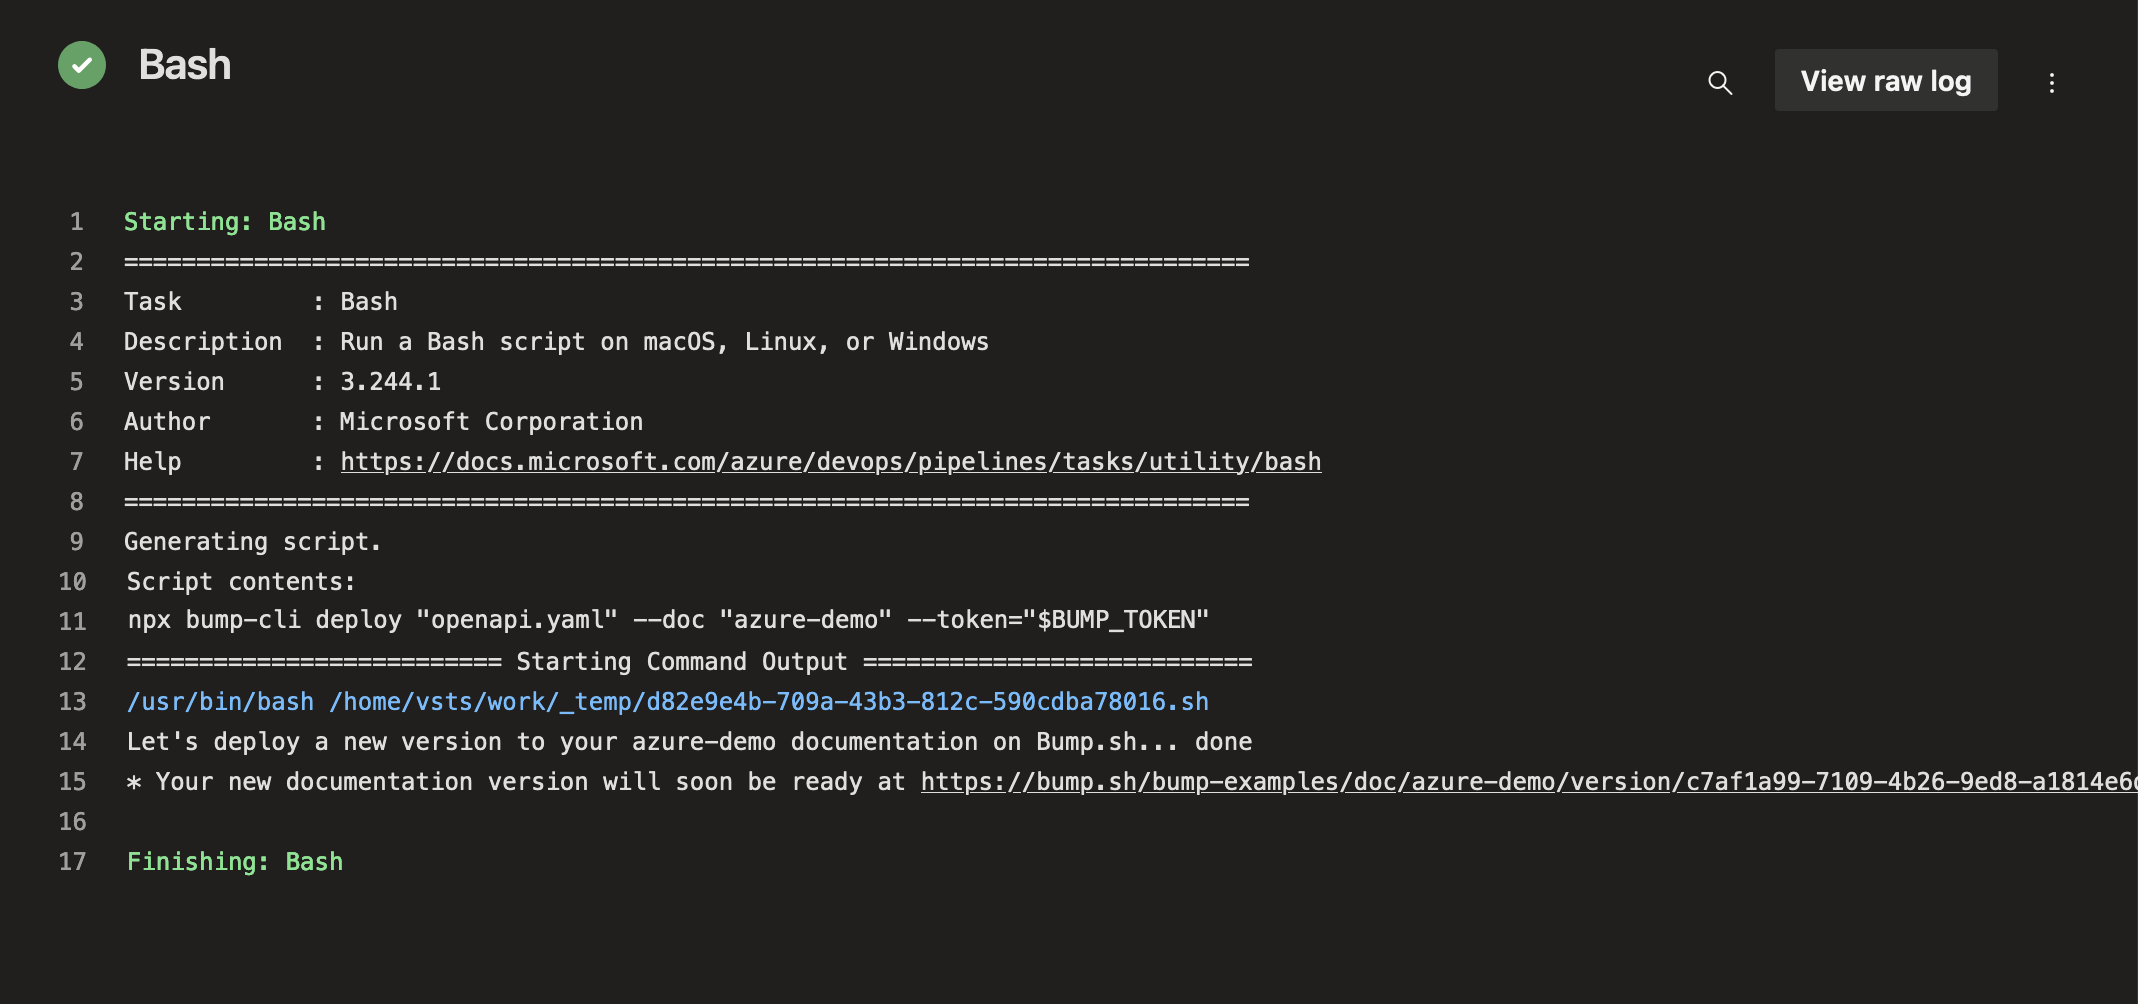 Bash
View raw log
1 Starting: Bash
2 ==============================================================================
3 Task         : Bash
4 Description  : Run a Bash script on macOS, Linux, or Windows
5 Version      : 3.244.1
6 Author       : Microsoft Corporation
7 Help         : https://docs.microsoft.com/azure/devops/pipelines/tasks/utility/bash
8 ==============================================================================
9 Generating script.
10 Script contents:
11 npx bump-cli deploy "openapi.yaml" --doc "azure-demo" --token="$BUMP_TOKEN"
12 ========================== Starting Command Output ===========================
13 /usr/bin/bash /home/vsts/work/_temp/d82e9e4b-709a-43b3-812c-590cdba78016.sh
14 Let's deploy a new version to your azure-demo documentation on Bump.sh... done
15 * Your new documentation version will soon be ready at https://bump.sh/bump-examples/doc/azure-demo/version/c7af1a99-7109-4b26-9ed8-a1814e6
16
17 Finishing: Bash